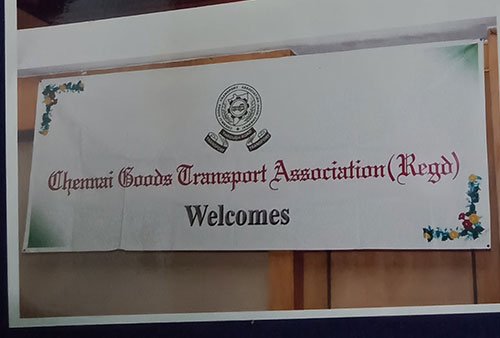 Chennai Goods Transport Association (Regd)
Welcomes